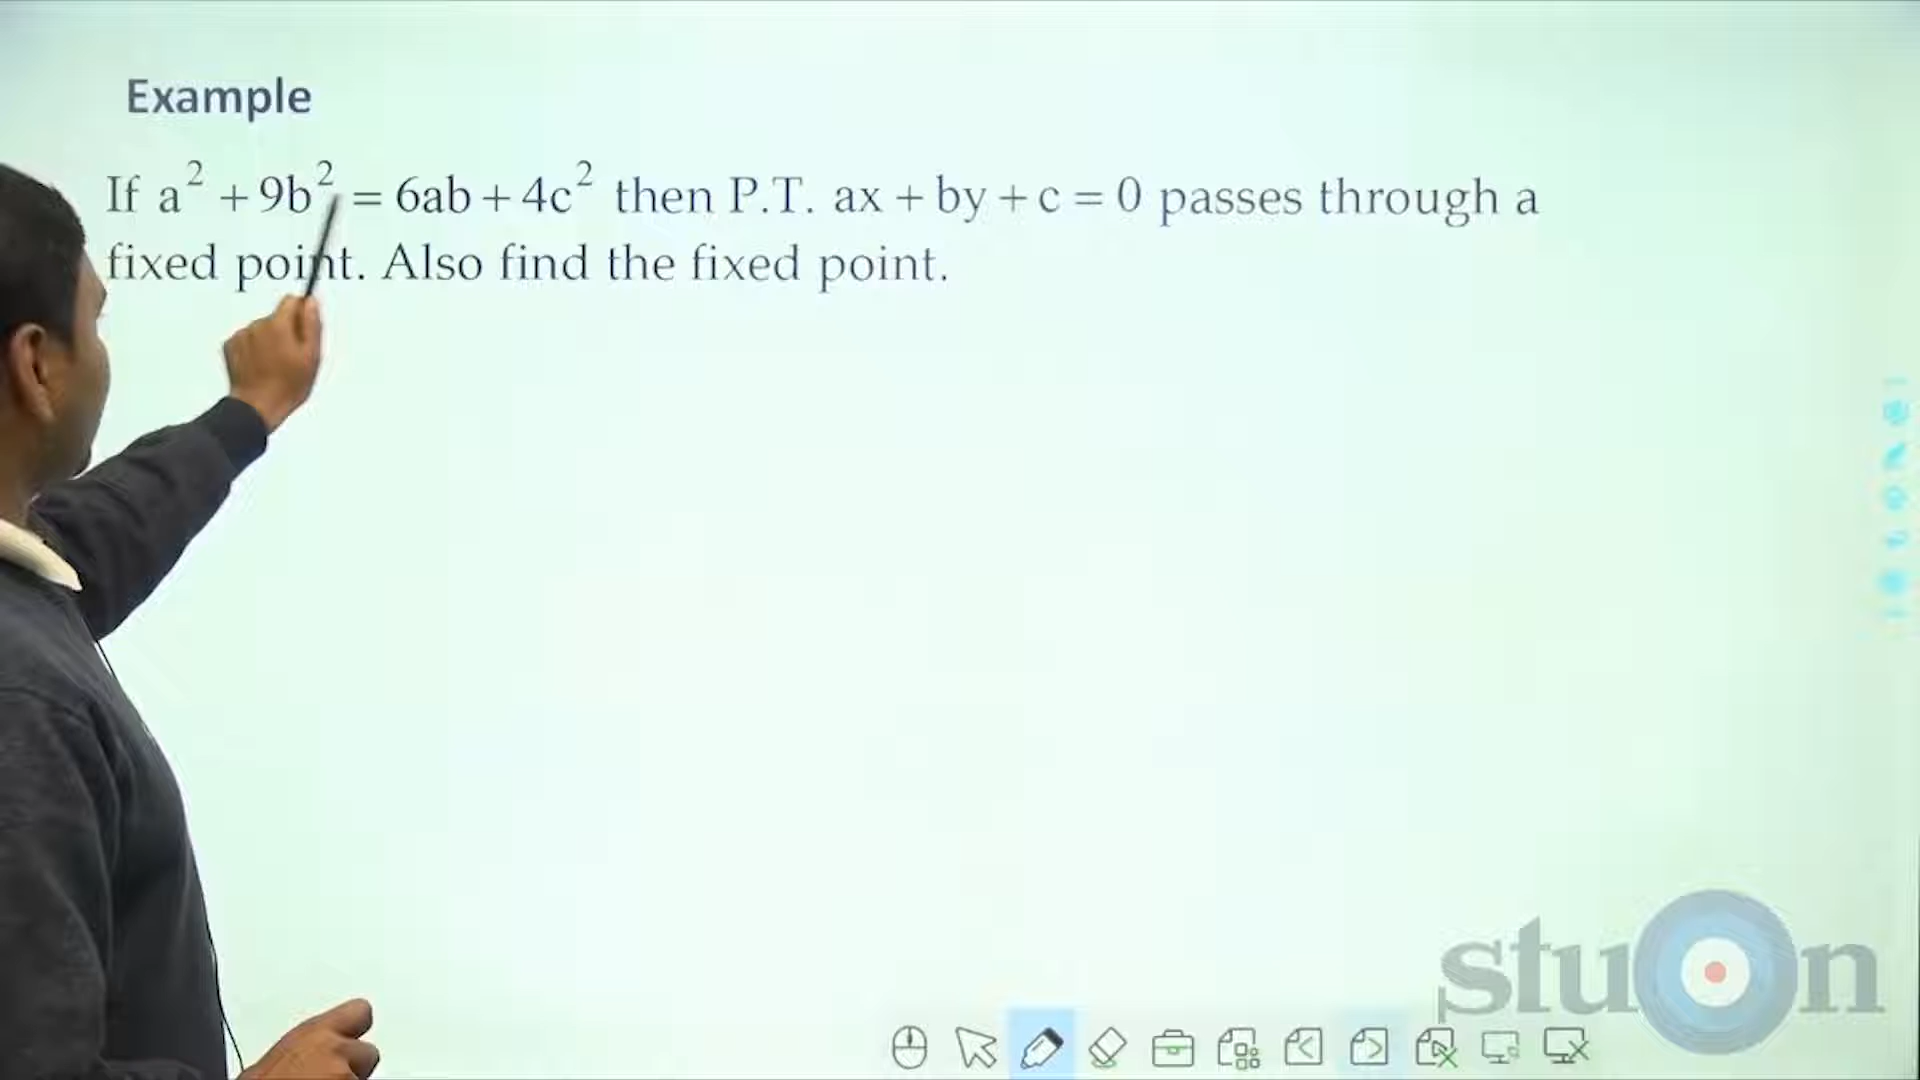 Example
If a² + 9b² = 6ab + 4c² then P.T. ax + by + c = 0 passes through a
fixed point. Also find the fixed point.
stuOn